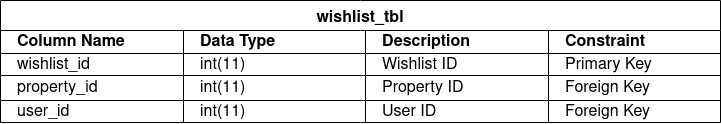 wishlist_tbl
Column Name Data Type Description Constraint
wishlist_id int(11) Wishlist ID Primary Key
property_id int(11) Property ID Foreign Key
user_id int(11) User ID Foreign Key